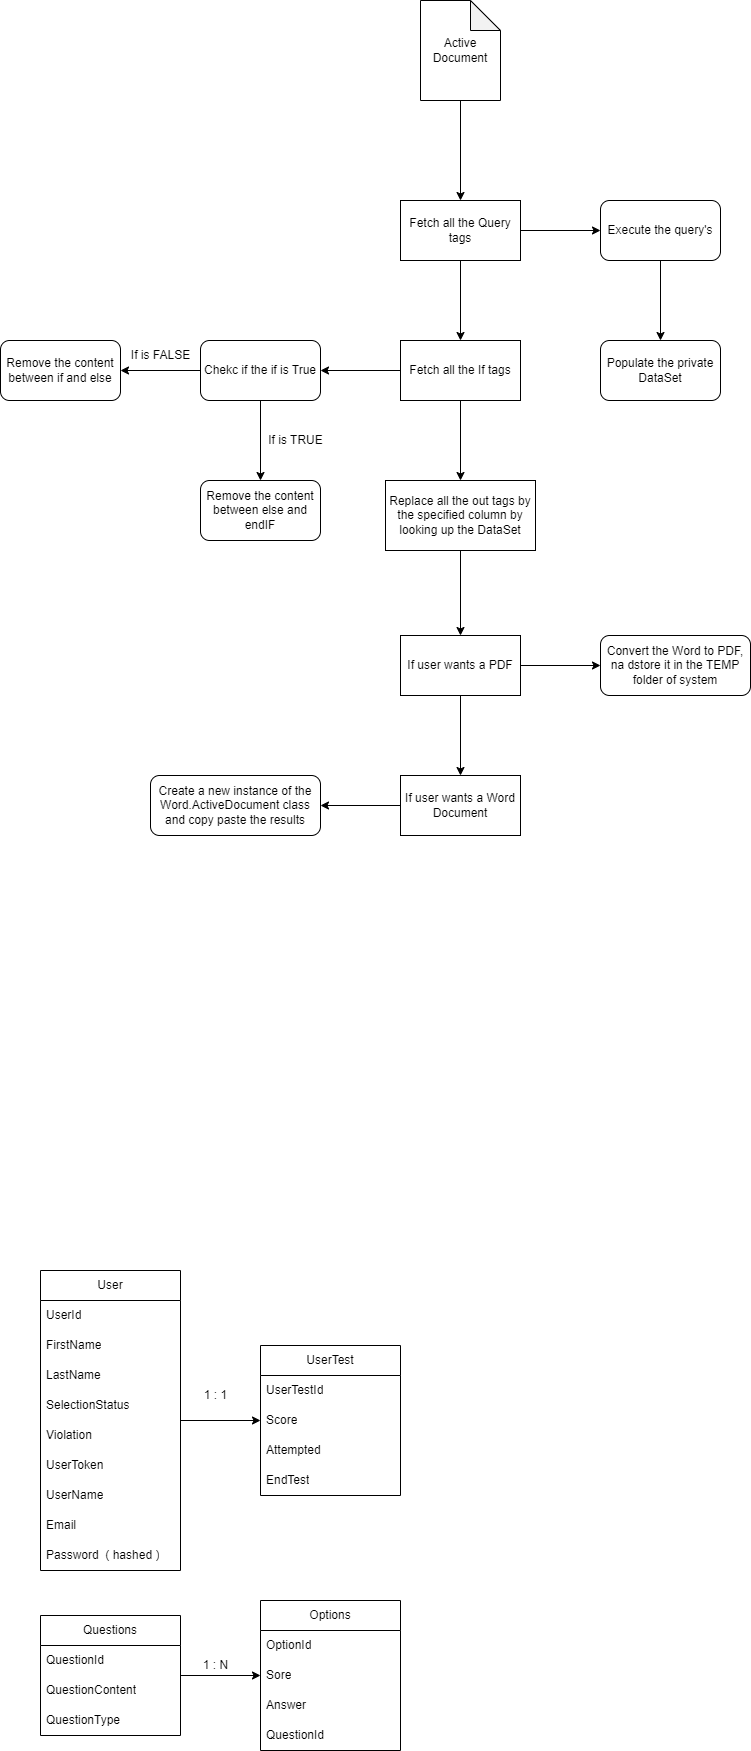 Active
Document
Fetch all the Query
tags
Execute the query's
If is FALSE
Remove the content
between if and else
Chekc if the if is True
Fetch all the If tags
Populate the private
DataSet
If is TRUE
Remove the content
between else and
endIF
Replace all the out tags by
the specified column by
looking up the DataSet
If user wants a PDF
Convert the Word to PDF,
na dstore it in the TEMP
folder of system
Create a new instance of the
Word.ActiveDocument class
and copy paste the results
If user wants a Word
Document
User
UserId
FirstName
LastName
SelectionStatus
Violation
UserToken
UserName
Email
Password ( hashed )
1 : 1
UserTest
UserTestId
Score
Attempted
EndTest
Questions
QuestionId
QuestionContent
QuestionType
1 : N
Options
OptionId
Sore
Answer
QuestionId